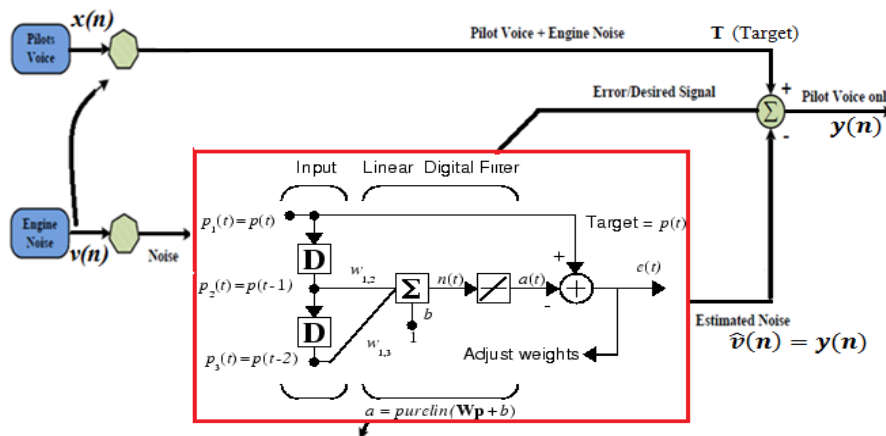 x(n)
Pilots
Voice
Pilot Voice + Engine Noise
T (Target)
Error/Desired Signal
+
Σ
-
Pilot Voice onl
y(n)
Engine
Noise
v(n)
Noise
Input
Linear Digital Filter
p1(t) = p(t)
Target = p(t)
D
p2(t) = p(t-1)
w1,2
Σ
n(t)
a(t)
+
-
+
e(t)
b
1
D
p3(t) = p(t-2)
w1,3
Adjust weights
a = purelin(Wp + b)
Estimated Noise
v̂(n) = y(n)